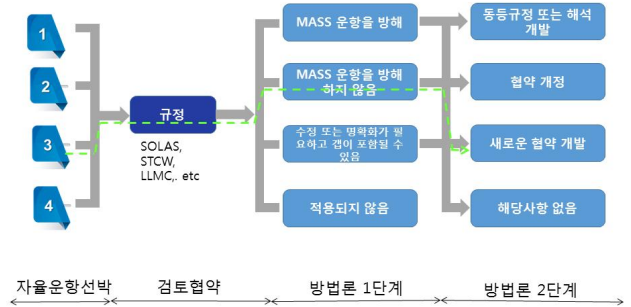 1
2
3
4
규정
SOLAS,
STCW,
LLMC,. etc
MASS 운항을 방해
MASS 운항을 방해
하지 않음
수정 또는 명확화가 필
요하고 갭이 포함될 수
있음
적용되지 않음
동등규정 또는 해석
개발
협약 개정
새로운 협약 개발
해당사항 없음
자율운항선박
검토협약
방법론 1단계
방법론 2단계